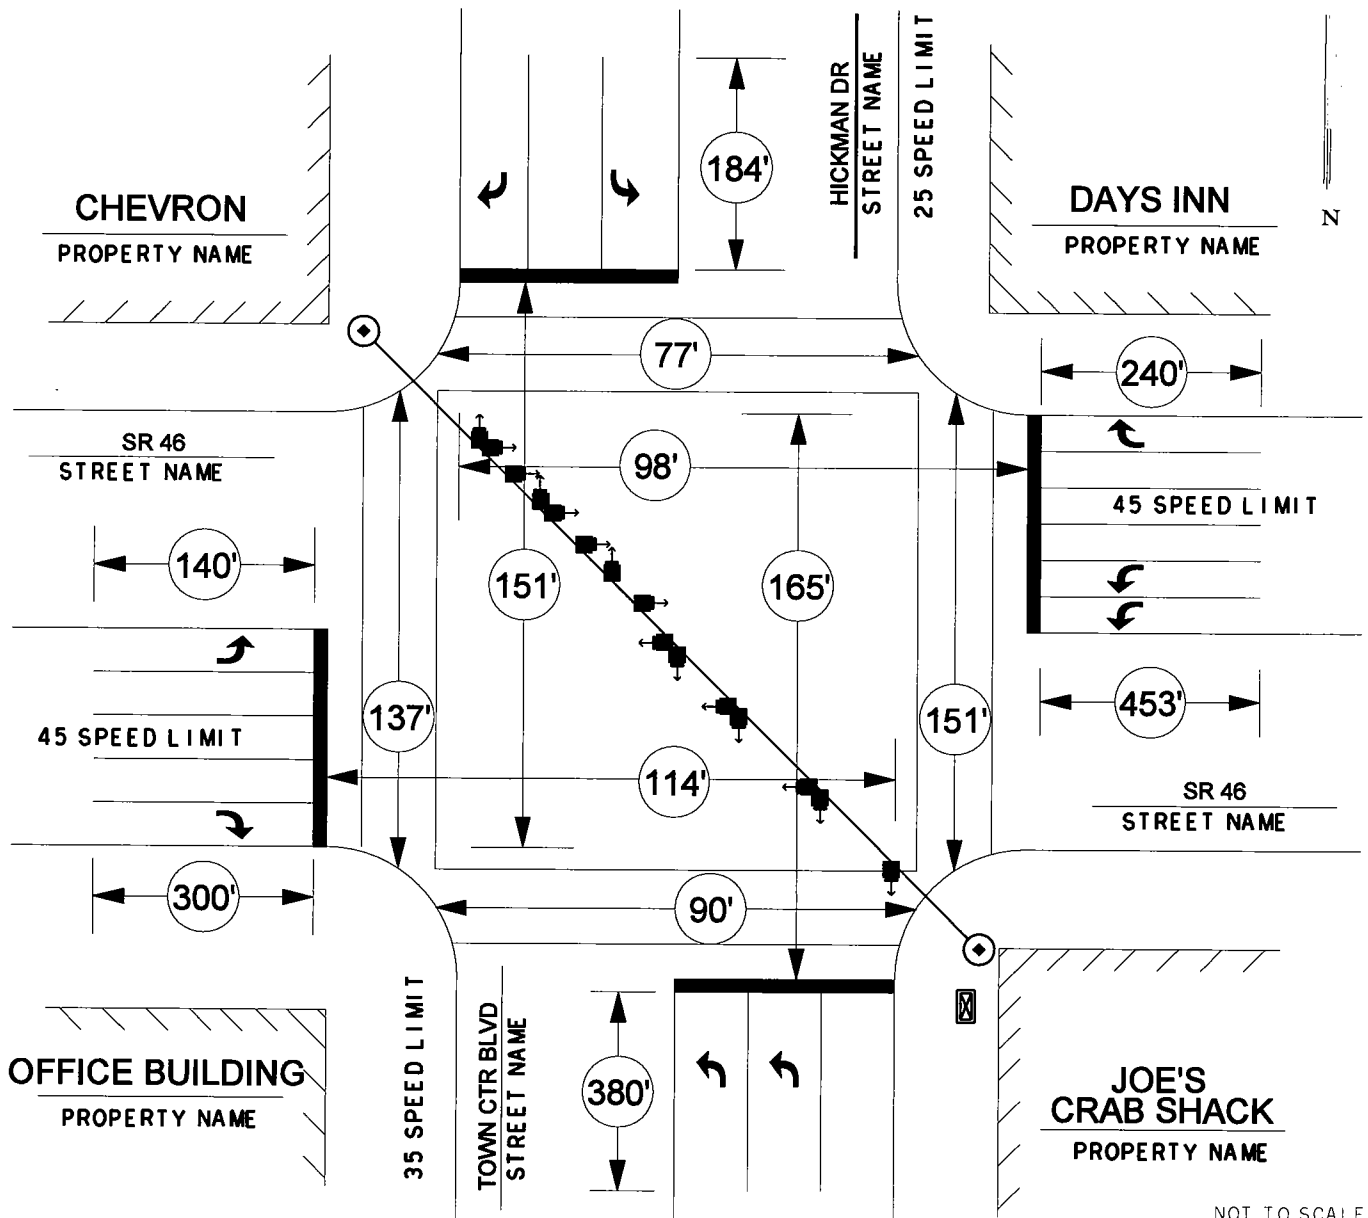 HICKMAN DR
STREET NAME
25 SPEED LIMIT
184'
CHEVRON
PROPERTY NAME
DAYS INN
PROPERTY NAME
N
77'
240'
SR 46
STREET NAME
98'
45 SPEED LIMIT
140'
151'
165'
45 SPEED LIMIT
137'
151'
453'
114'
SR 46
STREET NAME
300'
90'
35 SPEED LIMIT
TOWN CTR BLVD
STREET NAME
OFFICE BUILDING
PROPERTY NAME
380'
JOE'S
CRAB SHACK
PROPERTY NAME
NOT TO SCALE